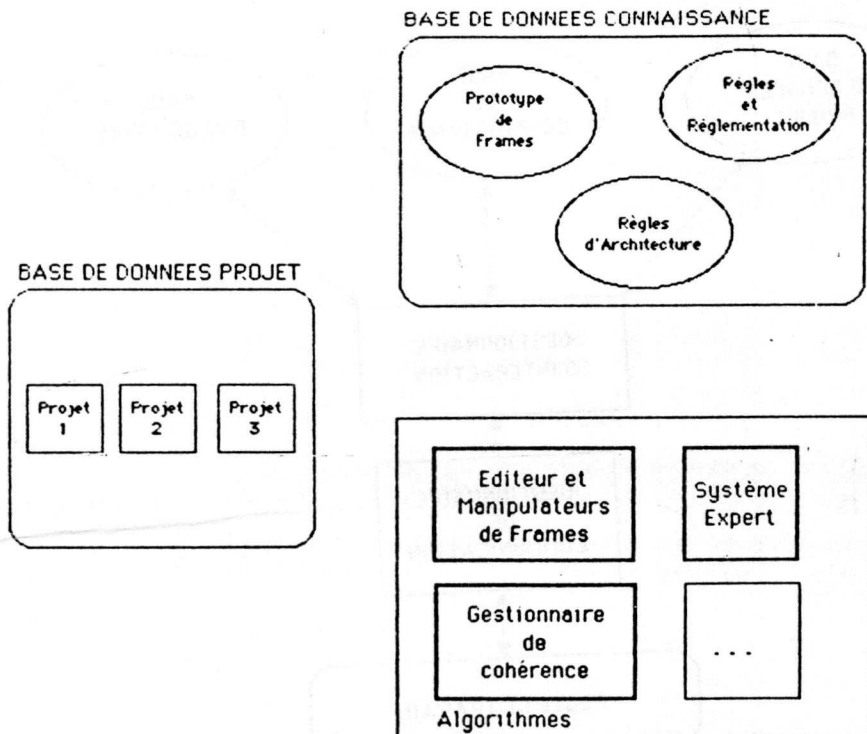 BASE DE DONNEES CONNAISSANCE
Prototype
de
Frames
Règles
et
Réglementation
Règles
d'Architecture
BASE DE DONNEES PROJET
Projet
1
Projet
2
Projet
3
Editeur et
Manipulateurs
de Frames
Système
Expert
Gestionnaire
de
cohérence
...
Algorithmes